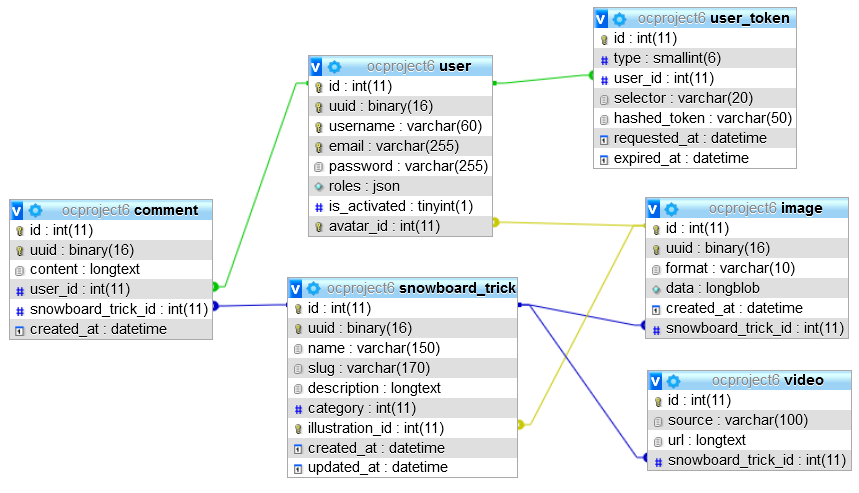 ocproject6 user_token
id : int(11)
type : smallint(6)
user_id : int(11)
selector : varchar(20)
hashed_token : varchar(50)
requested_at : datetime
expired_at : datetime
ocproject6 user
id : int(11)
uuid : binary(16)
username : varchar(60)
email : varchar(255)
password : varchar(255)
roles : json
is_activated : tinyint(1)
avatar_id : int(11)
ocproject6 comment
id : int(11)
uuid : binary(16)
content : longtext
user_id : int(11)
snowboard_trick_id : int(11)
created_at : datetime
ocproject6 image
id : int(11)
uuid : binary(16)
format : varchar(10)
data : longblob
created_at : datetime
snowboard_trick_id : int(11)
ocproject6 snowboard_trick
id : int(11)
uuid : binary(16)
name : varchar(150)
slug : varchar(170)
description : longtext
category : int(11)
illustration_id : int(11)
created_at : datetime
updated_at : datetime
ocproject6 video
id : int(11)
source : varchar(100)
url : longtext
snowboard_trick_id : int(11)